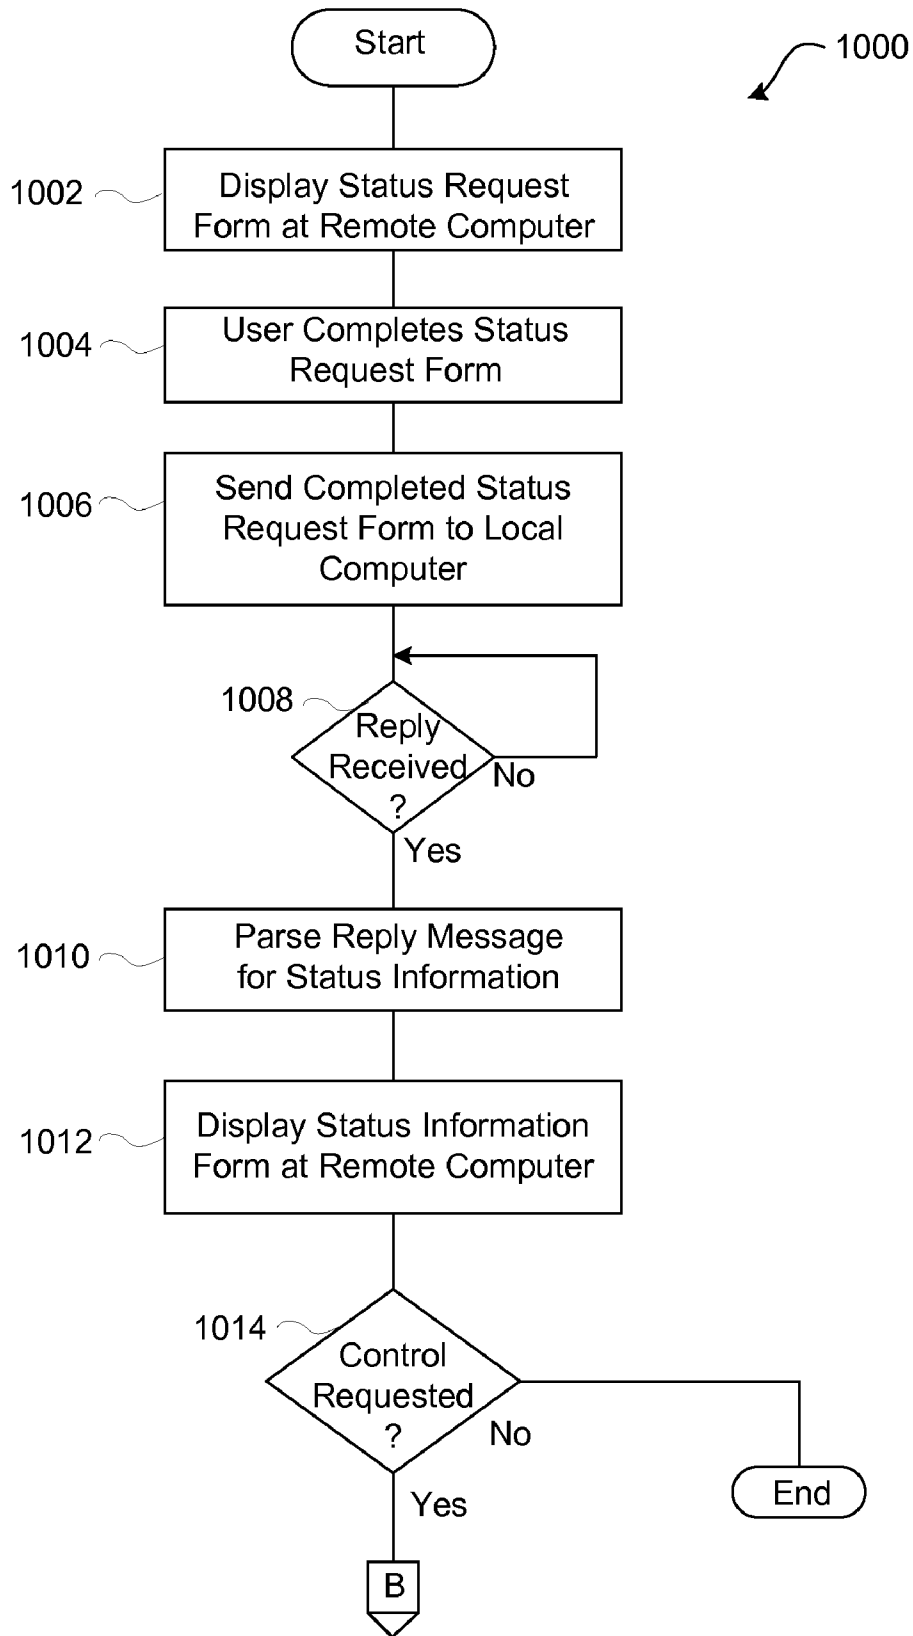 Start
1000
1002
Display Status Request
Form at Remote Computer
1004
User Completes Status
Request Form
1006
Send Completed Status
Request Form to Local
Computer
1008
Reply
Received
?
No
Yes
1010
Parse Reply Message
for Status Information
1012
Display Status Information
Form at Remote Computer
1014
Control
Requested
?
No
Yes
End
B